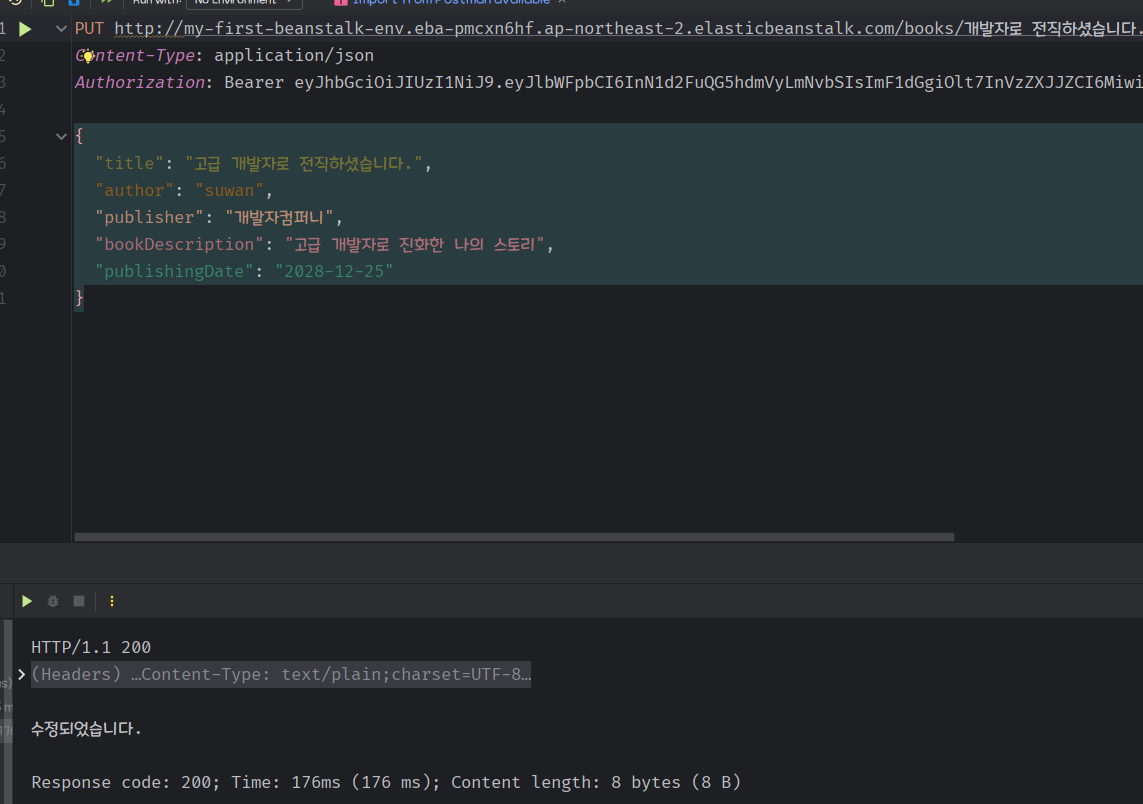 Run with: No Environment Import from Postman available
1 PUT http://my-first-beanstalk-env.eba-pmcxn6hf.ap-northeast-2.elasticbeanstalk.com/books/개발자로 전직하셨습니다.
2 Content-Type: application/json
3 Authorization: Bearer eyJhbGciOiJIUzI1NiJ9.eyJlbWFpbCI6InN1d2FuQG5hdmVyLmNvbSIsImF1dGgiOlt7InVzZXJJZCI6Miwi
4
5 {
6 "title": "고급 개발자로 전직하셨습니다.",
7 "author": "suwan",
8 "publisher": "개발자컴퍼니",
9 "bookDescription": "고급 개발자로 진화한 나의 스토리",
0 "publishingDate": "2028-12-25"
1 }
HTTP/1.1 200
(Headers) …Content-Type: text/plain;charset=UTF-8…
수정되었습니다.
Response code: 200; Time: 176ms (176 ms); Content length: 8 bytes (8 B)